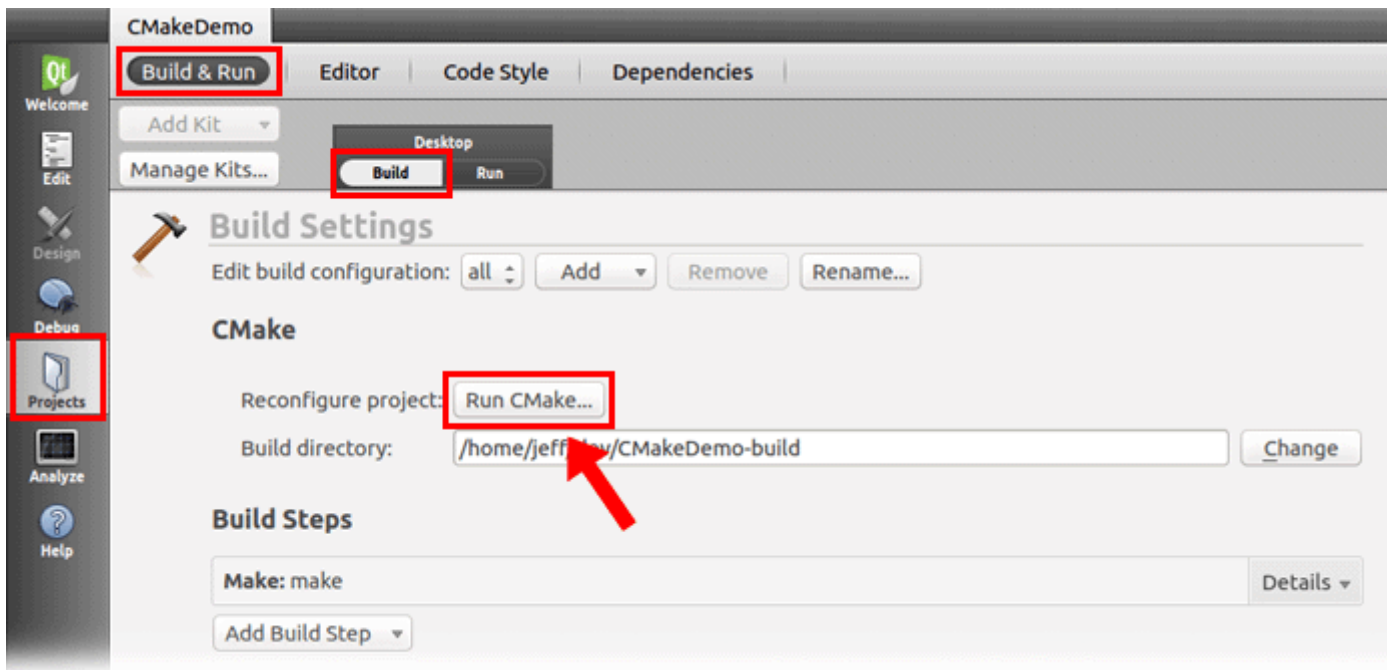 CMakeDemo
Build & Run
Editor
Code Style
Dependencies
Qt
Welcome
Edit
Design
Debug
Projects
Analyze
Help
Add Kit
Manage Kits...
Desktop
Build
Run
Build Settings
Edit build configuration: all Add Remove Rename...
CMake
Reconfigure project: Run CMake...
Build directory: /CMakeDemo-build Change
Build Steps
Make: make Details
Add Build Step